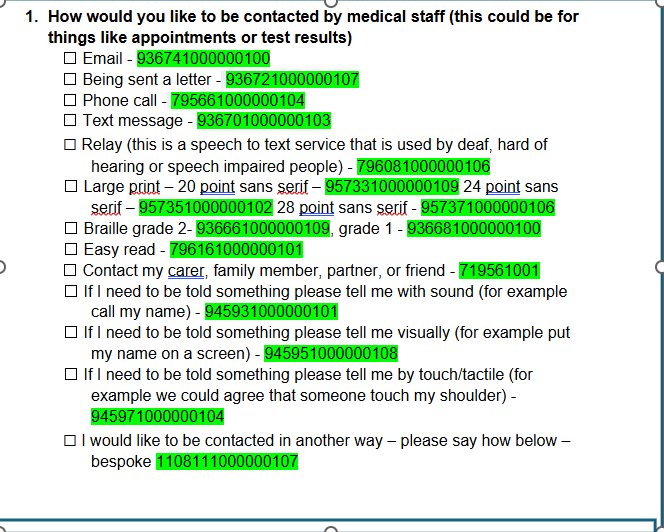 1. How would you like to be contacted by medical staff (this could be for
things like appointments or test results)
☐ Email - 936741000000100
☐ Being sent a letter - 936721000000107
☐ Phone call - 795661000000104
☐ Text message - 936701000000103
☐ Relay (this is a speech to text service that is used by deaf, hard of
hearing or speech impaired people) - 796081000000106
☐ Large print – 20 point sans serif – 957331000000109 24 point sans
serif – 957351000000102 28 point sans serif - 957371000000106
☐ Braille grade 2- 936661000000109, grade 1 - 936681000000100
☐ Easy read - 796161000000101
☐ Contact my carer, family member, partner, or friend - 719561001
☐ If I need to be told something please tell me with sound (for example
call my name) - 945931000000101
☐ If I need to be told something please tell me visually (for example put
my name on a screen) - 945951000000108
☐ If I need to be told something please tell me by touch/tactile (for
example we could agree that someone touch my shoulder) -
945971000000104
☐ I would like to be contacted in another way – please say how below –
bespoke 1108111000000107